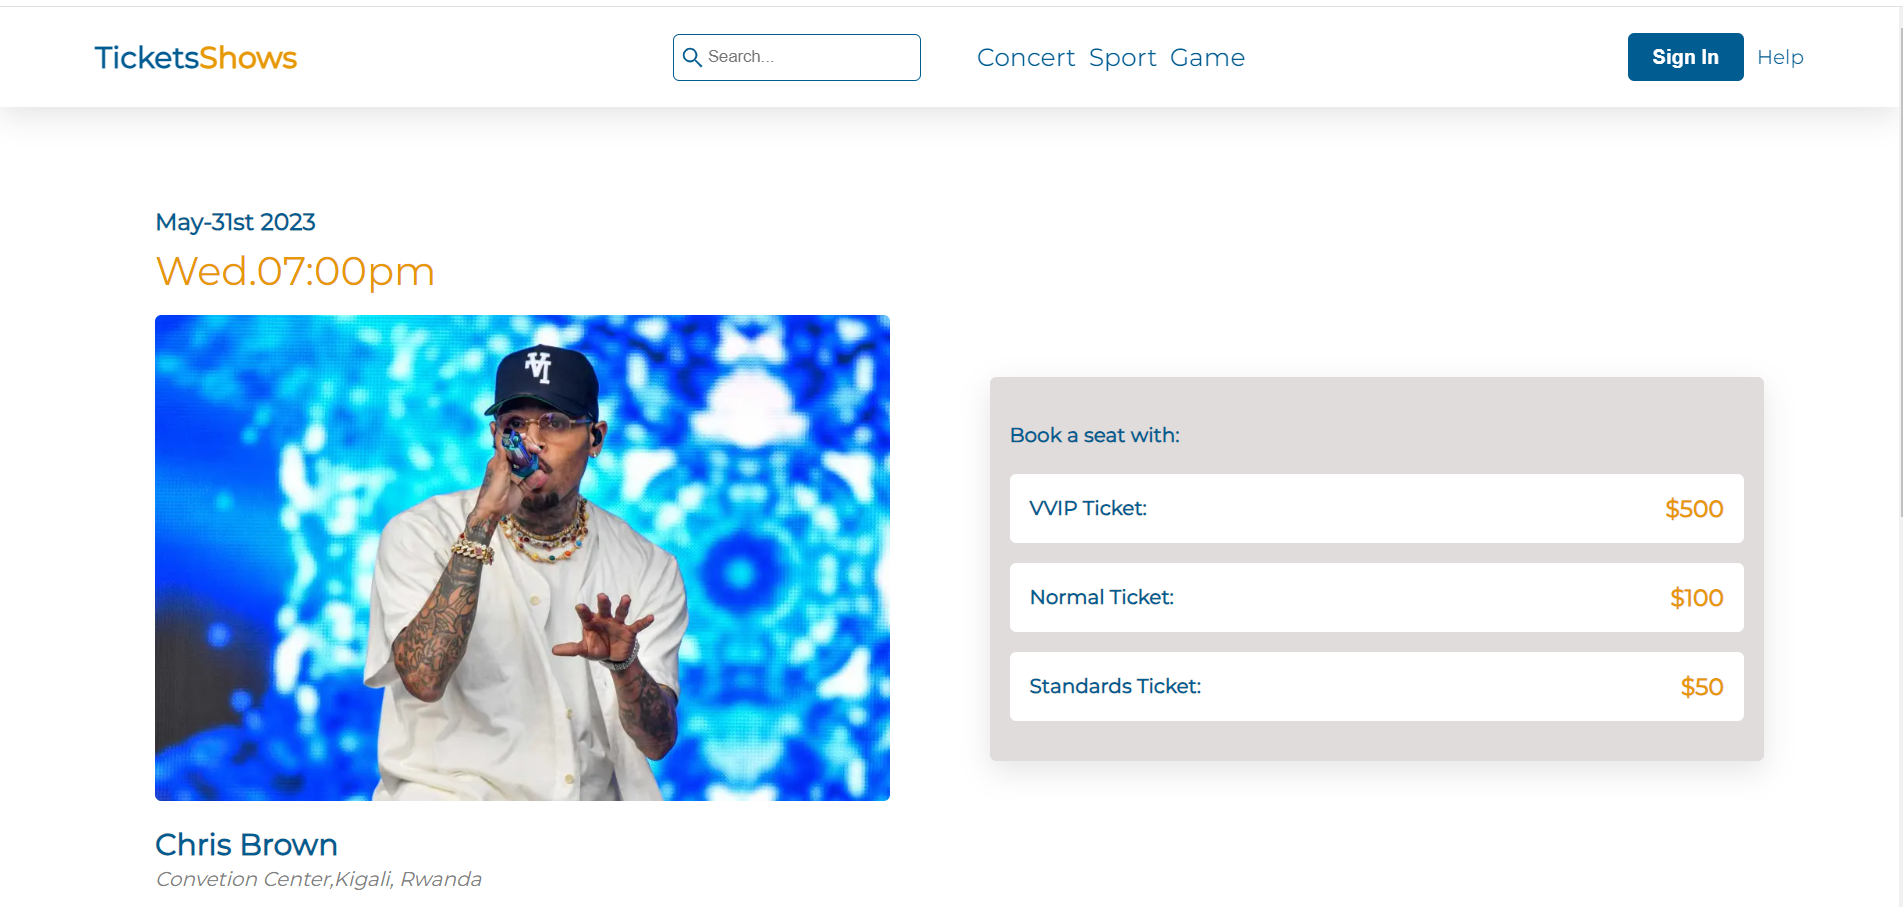 TicketsShows
Search...
Concert Sport Game
Sign In
Help
May-31st 2023
Wed.07:00pm
Book a seat with:
VVIP Ticket: $500
Normal Ticket: $100
Standards Ticket: $50
Chris Brown
Convetion Center,Kigali, Rwanda